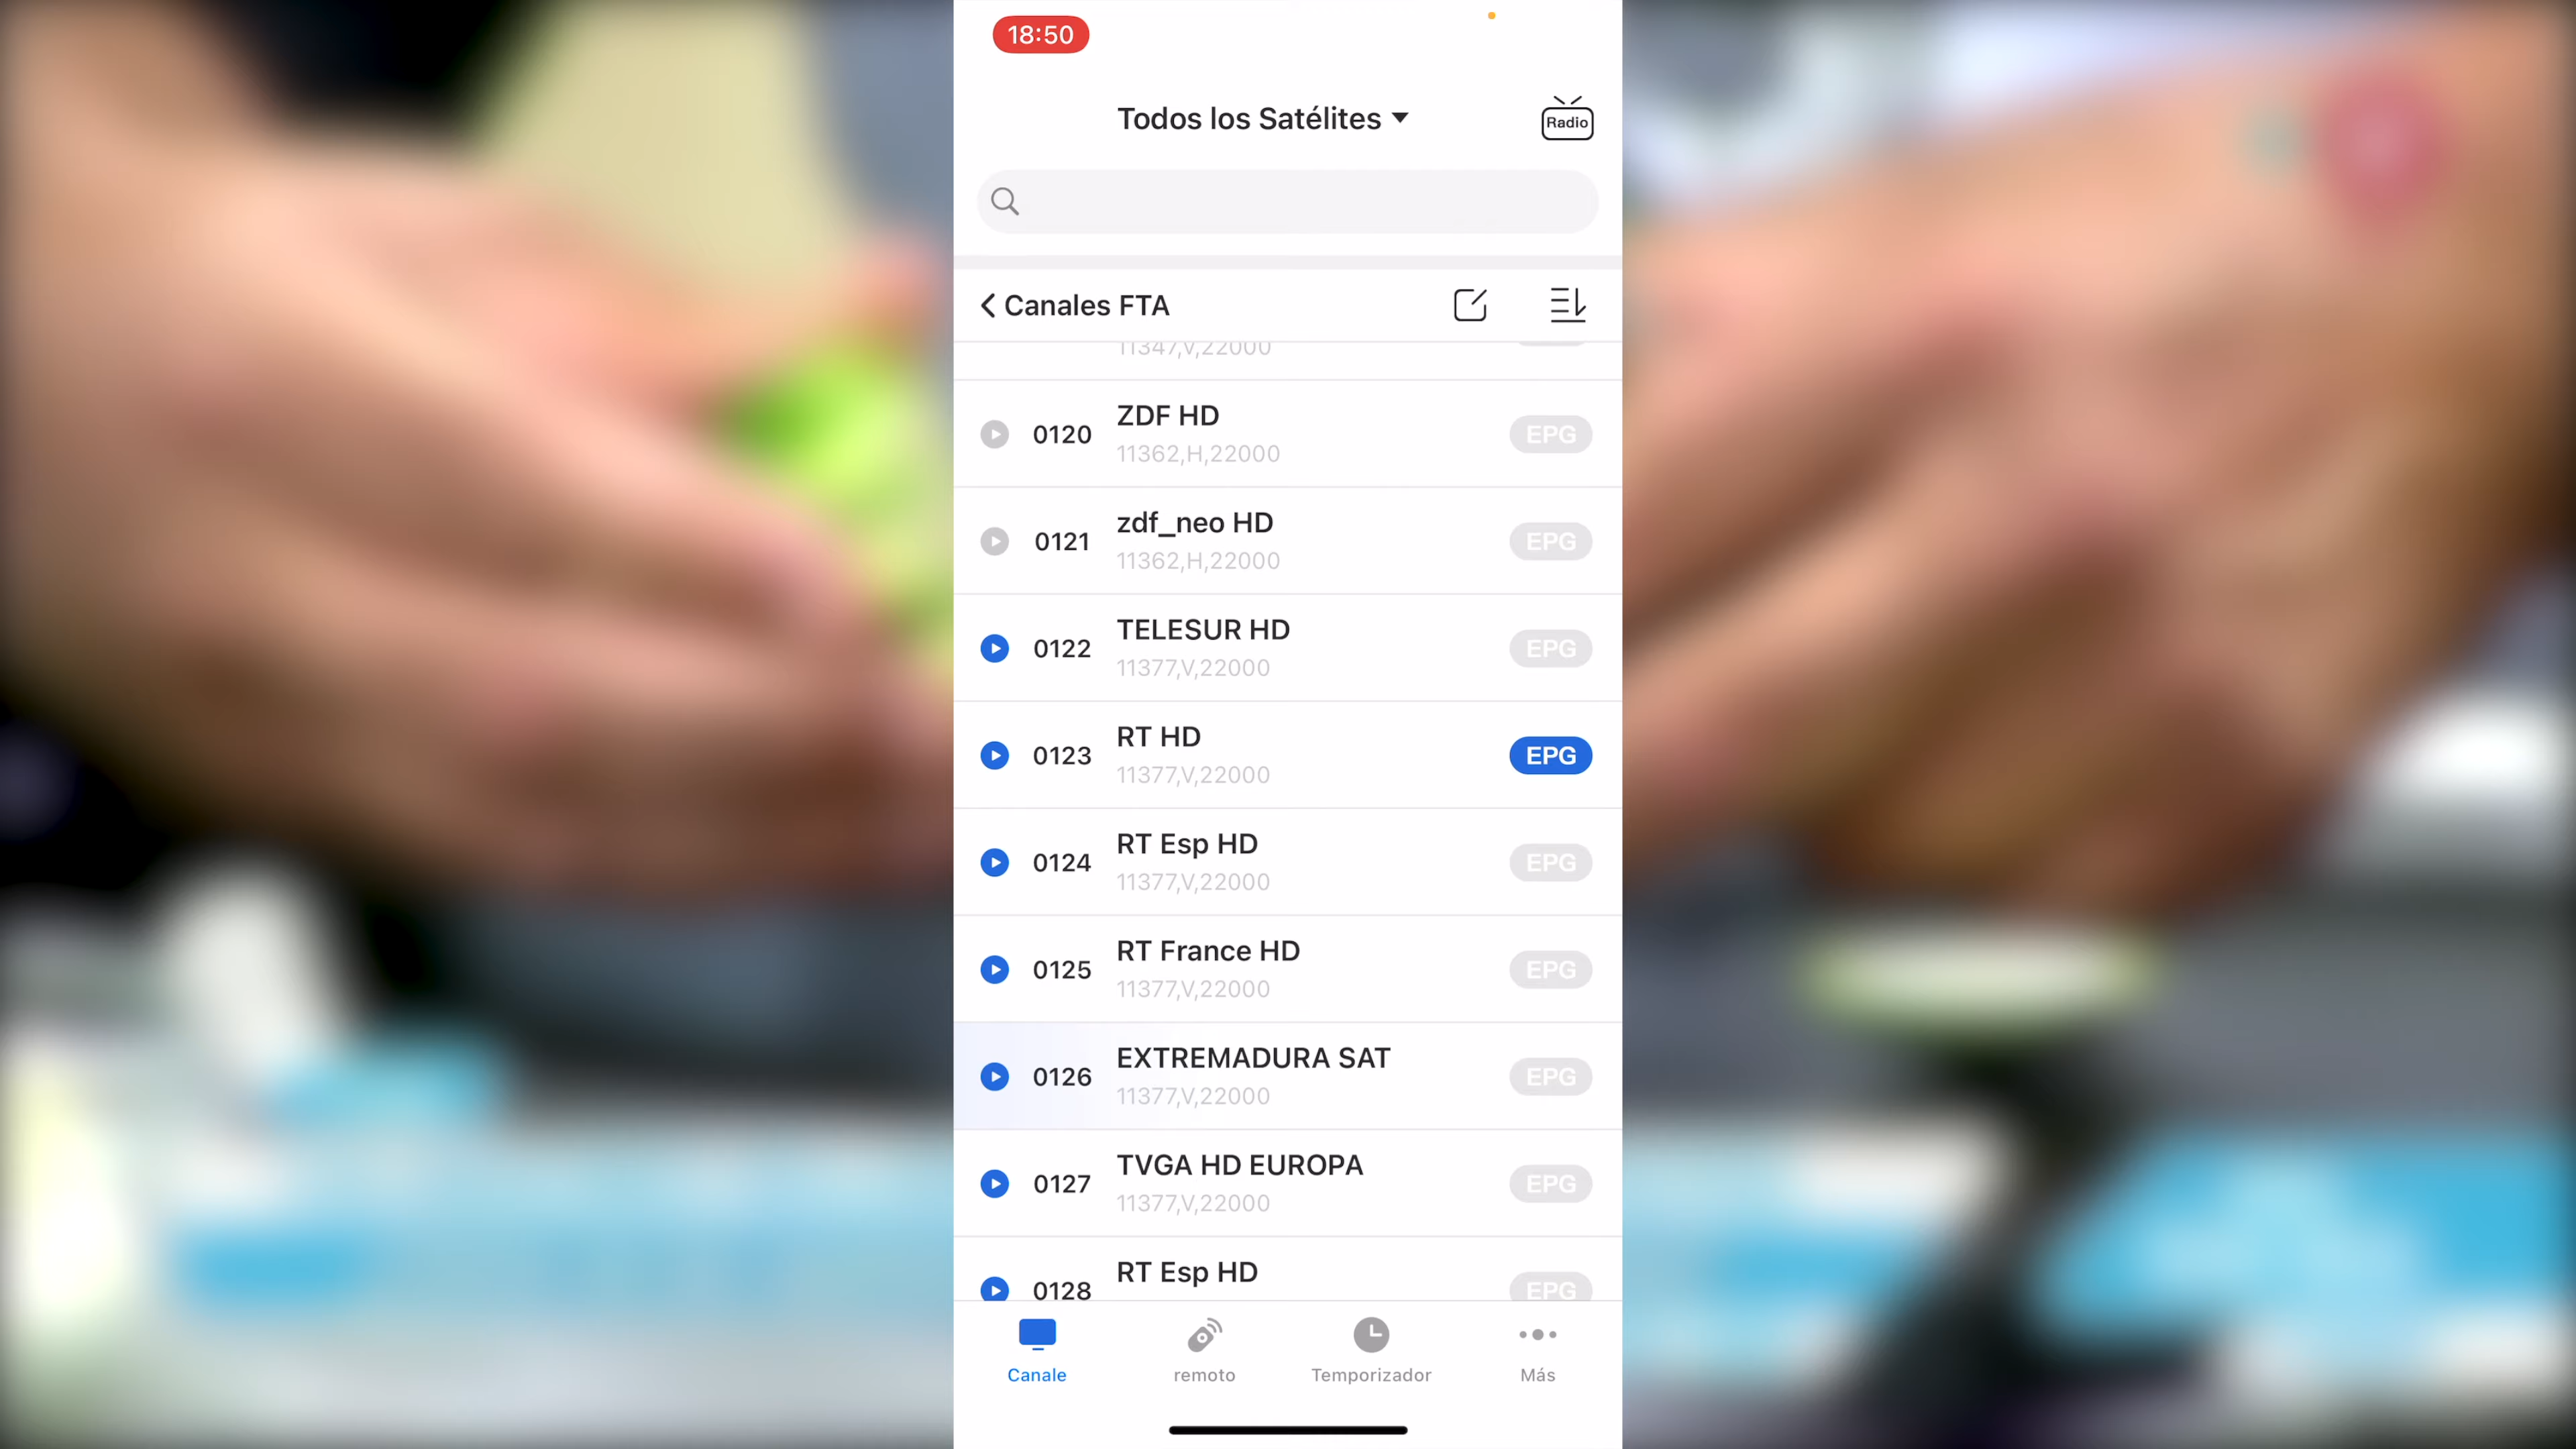 18:50
Todos los Satélites
Radio
Canales FTA
11347,V,22000
ZDF HD
0120
EPG
11362,H,22000
zdf_neo HD
0121
EPG
11362,H,22000
TELESUR HD
0122
EPG
11377,V,22000
RT HD
0123
EPG
11377,V,22000
RT Esp HD
0124
EPG
11377,V,22000
RT France HD
0125
EPG
11377,V,22000
EXTREMADURA SAT
0126
EPG
11377,V,22000
TVGA HD EUROPA
0127
EPG
11377,V,22000
RT Esp HD
0128
EPG
Canale
remoto
Temporizador
Más